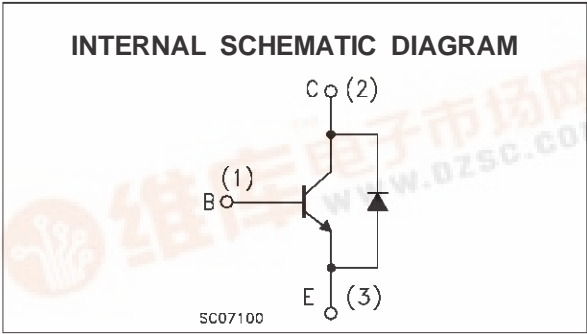 INTERNAL SCHEMATIC DIAGRAM
C (2)
(1)
B
E (3)
SC07100
维库电子市场网
WWW.DZSC.COM